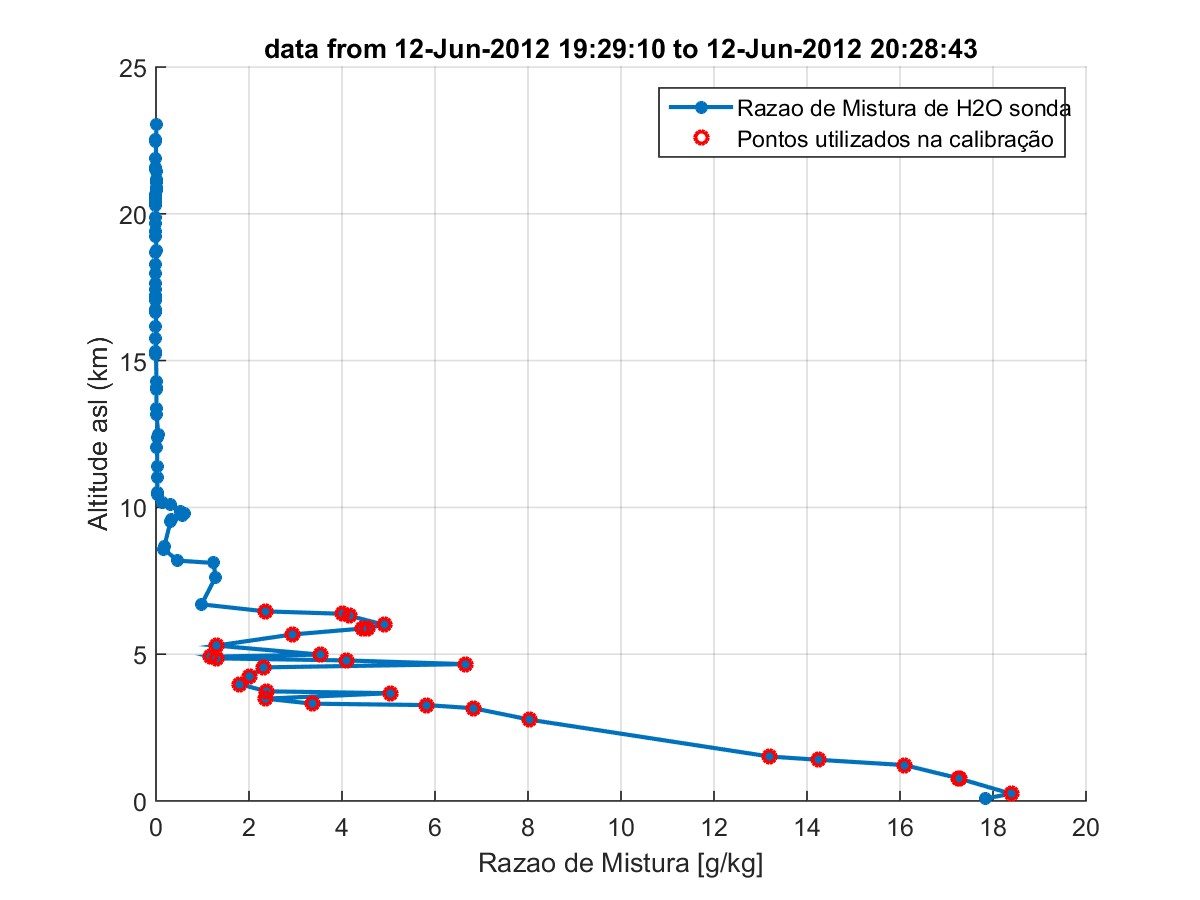 data from 12-Jun-2012 19:29:10 to 12-Jun-2012 20:28:43
Razao de Mistura de H2O sonda
Pontos utilizados na calibração
Altitude asl (km)
25
20
15
10
5
0
0 2 4 6 8 10 12 14 16 18 20
Razao de Mistura [g/kg]